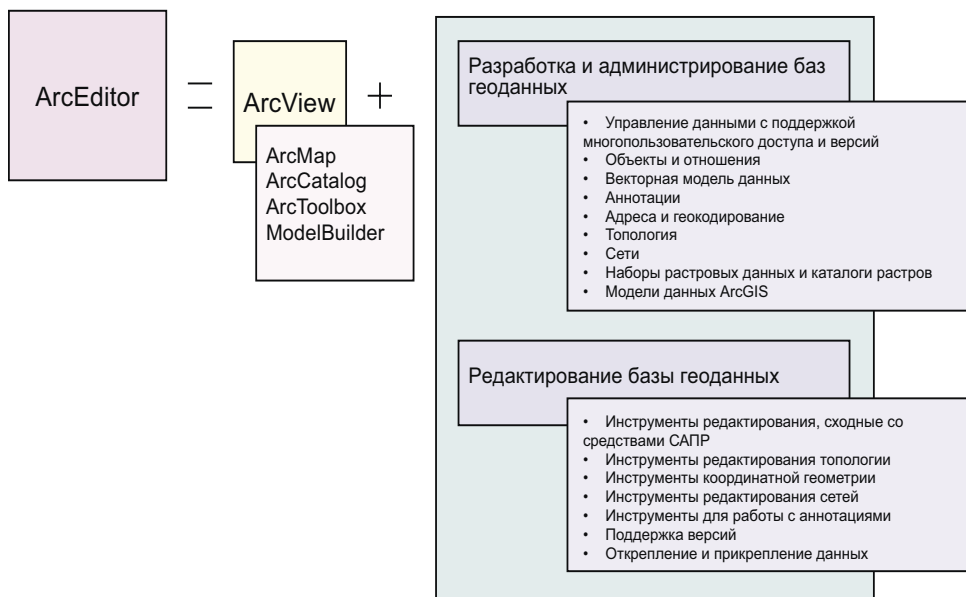 ArcEditor
=
ArcView
+
ArcMap
ArcCatalog
ArcToolbox
ModelBuilder
Разработка и администрирование баз
геоданных
• Управление данными с поддержкой
многопользовательского доступа и версий
• Объекты и отношения
• Векторная модель данных
• Аннотации
• Адреса и геокодирование
• Топология
• Сети
• Наборы растровых данных и каталоги растров
• Модели данных ArcGIS
Редактирование базы геоданных
• Инструменты редактирования, сходные со
средствами САПР
• Инструменты редактирования топологии
• Инструменты координатной геометрии
• Инструменты редактирования сетей
• Инструменты для работы с аннотациями
• Поддержка версий
• Открепление и прикрепление данных